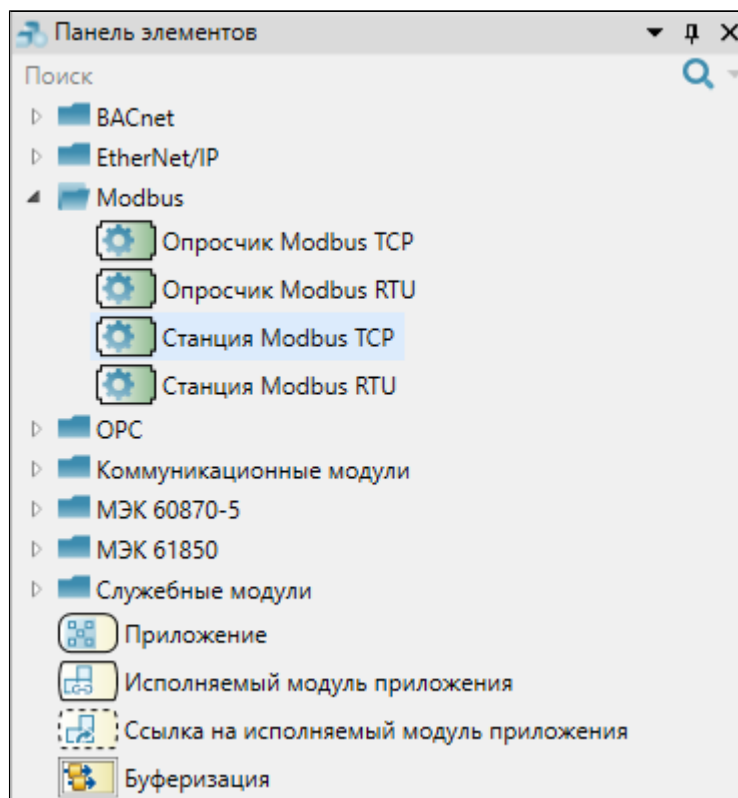 Панель элементов
Поиск
BACnet
EtherNet/IP
Modbus
Опросчик Modbus TCP
Опросчик Modbus RTU
Станция Modbus TCP
Станция Modbus RTU
OPC
Коммуникационные модули
МЭК 60870-5
МЭК 61850
Служебные модули
Приложение
Исполняемый модуль приложения
Ссылка на исполняемый модуль приложения
Буферизация